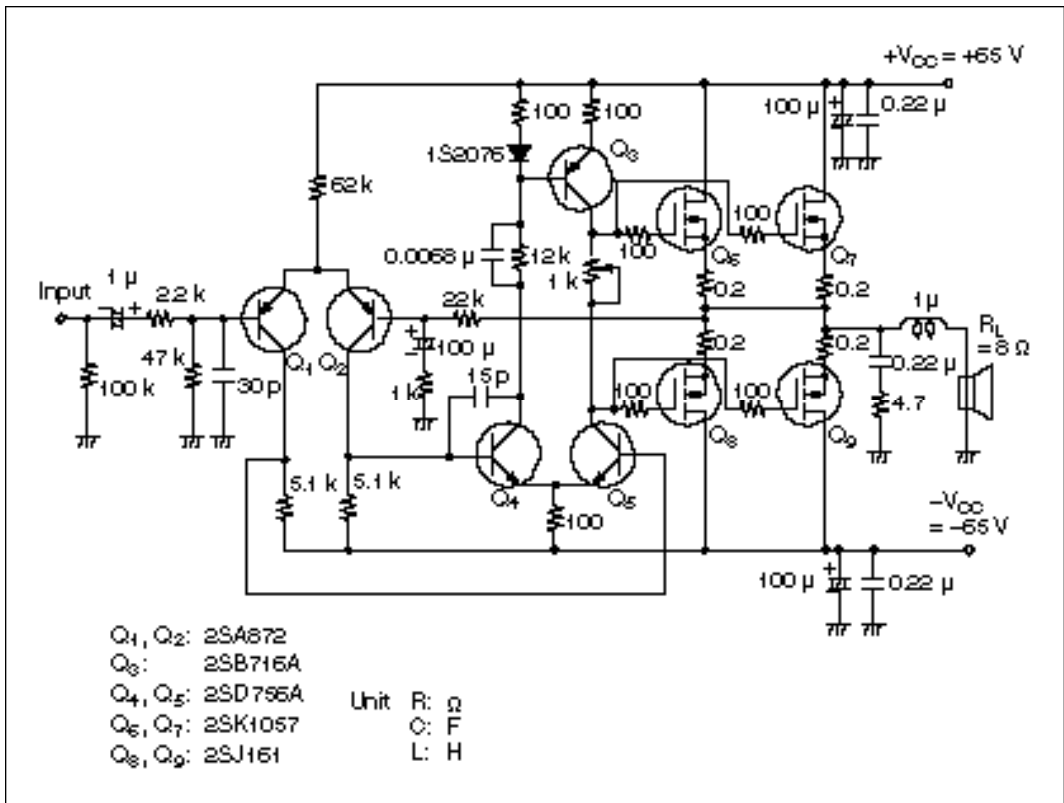 +VCC = +65 V
100 100
100 µ + 0.22 µ
1S2076 Q3
62 k
100 100
0.0068 µ 12 k Q6 Q7
1 k
1 µ
Input + 2.2 k 22 k 0.2 0.2 1 µ
RL
= 8 Ω
47 k Q1 Q2 + 100 µ 0.2 0.2 0.22 µ
100 k 30 p 1 k 15 p 100 100 4.7
Q8 Q9
5.1 k 5.1 k Q4 Q5
100
−VCC
= −65 V
100 µ + 0.22 µ
Q1, Q2: 2SA872
Q3: 2SB716A
Q4, Q5: 2SD756A
Q6, Q7: 2SK1057
Q8, Q9: 2SJ161
Unit R: Ω
C: F
L: H